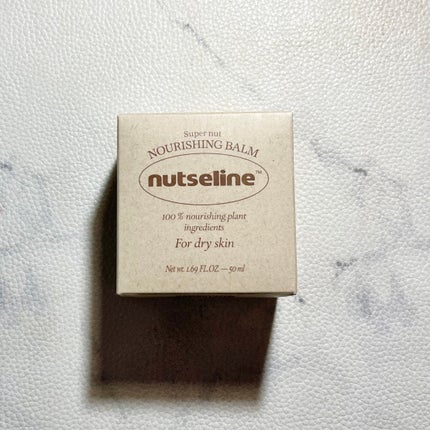 Super nut
NOURISHING BALM
nutseline™
100 % nourishing plant
ingredients
For dry skin
Net wt. 1.69 FL.OZ. — 50 ml